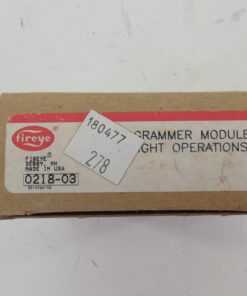 fireye
180477
278
GRAMMER MODULE
GHT OPERATIONS
FIREYE®
DERBY, NH
MADE IN USA
0218-03